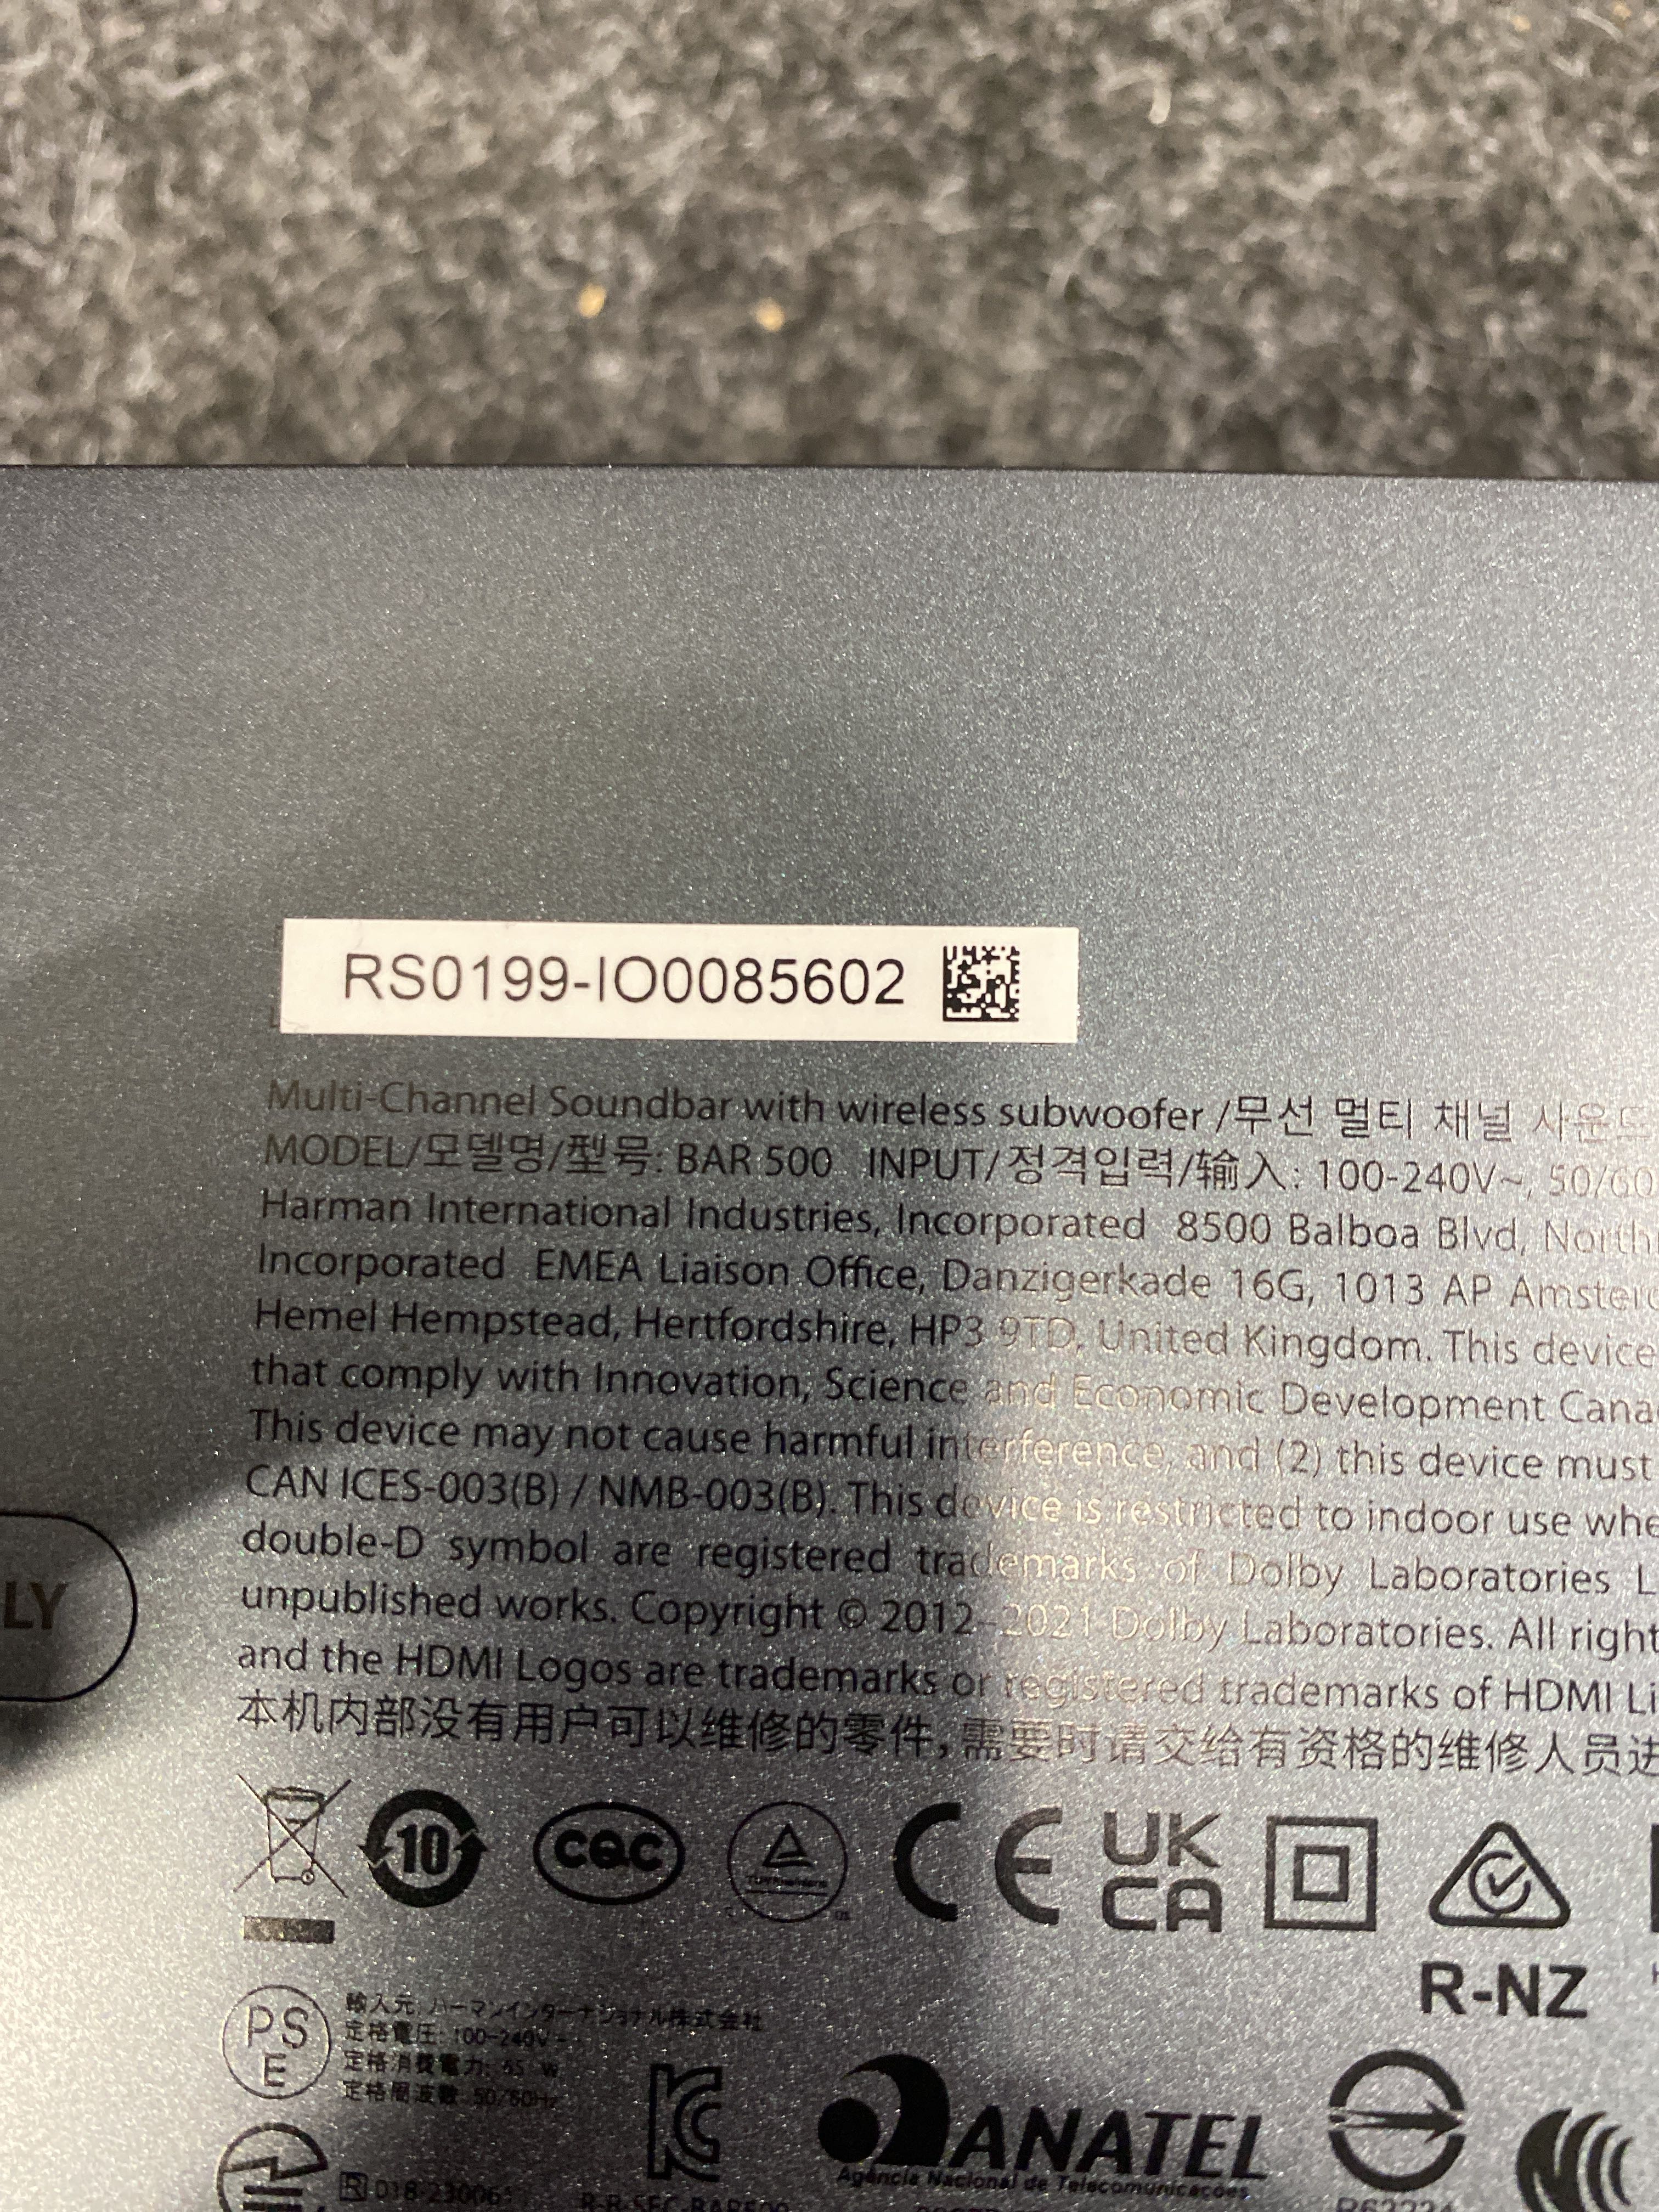 RS0199-IO0085602
Multi-Channel Soundbar with wireless subwoofer /무선 멀티 채널 사운드
MODEL/모델명/型号: BAR 500 INPUT/정격입력/输入: 100-240V~, 50/60
Harman International Industries, Incorporated 8500 Balboa Blvd, North
Incorporated EMEA Liaison Office, Danzigerkade 16G, 1013 AP Amsterd
Hemel Hempstead, Hertfordshire, HP3 9TD, United Kingdom. This device
that comply with Innovation, Science and Economic Development Cana
This device may not cause harmful interference, and (2) this device must
CAN ICES-003(B) / NMB-003(B). This device is restricted to indoor use whe
double-D symbol are registered trademarks of Dolby Laboratories L
LY
unpublished works. Copyright © 2012–2021 Dolby Laboratories. All right
and the HDMI Logos are trademarks or registered trademarks of HDMI Li
本机内部没有用户可以维修的零件，需要时请交给有资格的维修人员进
10 CQC CE UK CA
R-NZ
PS E
輸入元: ハーマンインターナショナル株式会社
定格電圧: 100-240V~
定格消費電力: 65 W
定格周波数: 50/60Hz
ANATEL
Agência Nacional de Telecomunicações
R 018-230061
R-R-SEC-BAR500